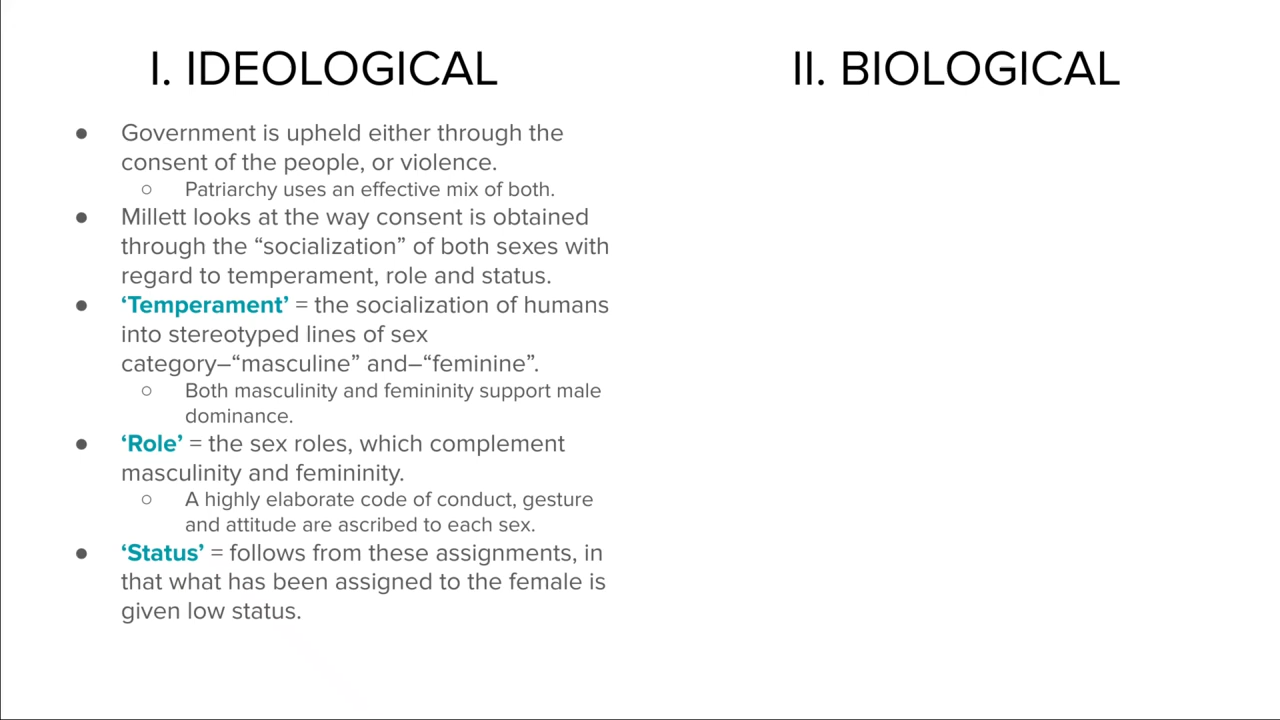 I. IDEOLOGICAL
● Government is upheld either through the
consent of the people, or violence.
○ Patriarchy uses an effective mix of both.
● Millett looks at the way consent is obtained
through the “socialization” of both sexes with
regard to temperament, role and status.
● ‘Temperament’ = the socialization of humans
into stereotyped lines of sex
category–“masculine” and–“feminine”.
○ Both masculinity and femininity support male
dominance.
● ‘Role’ = the sex roles, which complement
masculinity and femininity.
○ A highly elaborate code of conduct, gesture
and attitude are ascribed to each sex.
● ‘Status’ = follows from these assignments, in
that what has been assigned to the female is
given low status.
II. BIOLOGICAL